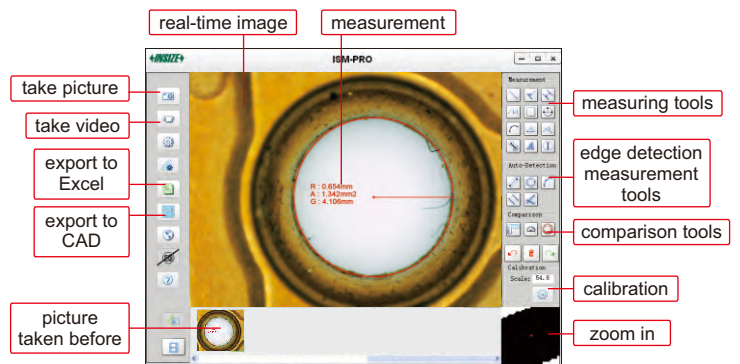 real-time image
measurement
INSIZE
ISM-PRO
take picture
take video
export to
Excel
export to
CAD
picture
taken before
R : 0.654mm
A : 1.342mm2
G : 4.106mm
Measurement
Auto-Detection
Comparison
Calibration
Scale: 54.8
measuring tools
edge detection
measurement
tools
comparison tools
calibration
zoom in